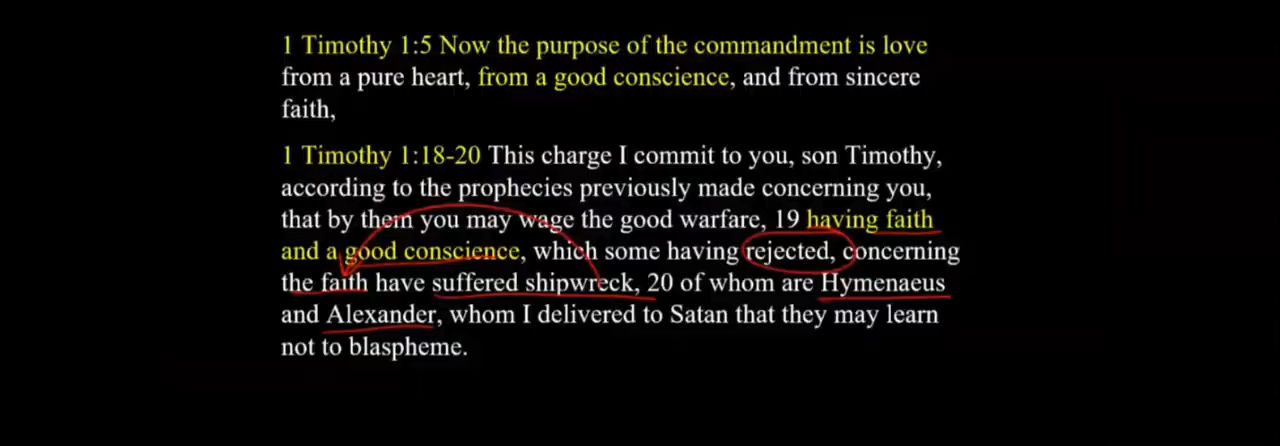 1 Timothy 1:5 Now the purpose of the commandment is love
from a pure heart, from a good conscience, and from sincere
faith,
1 Timothy 1:18-20 This charge I commit to you, son Timothy,
according to the prophecies previously made concerning you,
that by them you may wage the good warfare, 19 having faith
and a good conscience, which some having rejected, concerning
the faith have suffered shipwreck, 20 of whom are Hymenaeus
and Alexander, whom I delivered to Satan that they may learn
not to blaspheme.